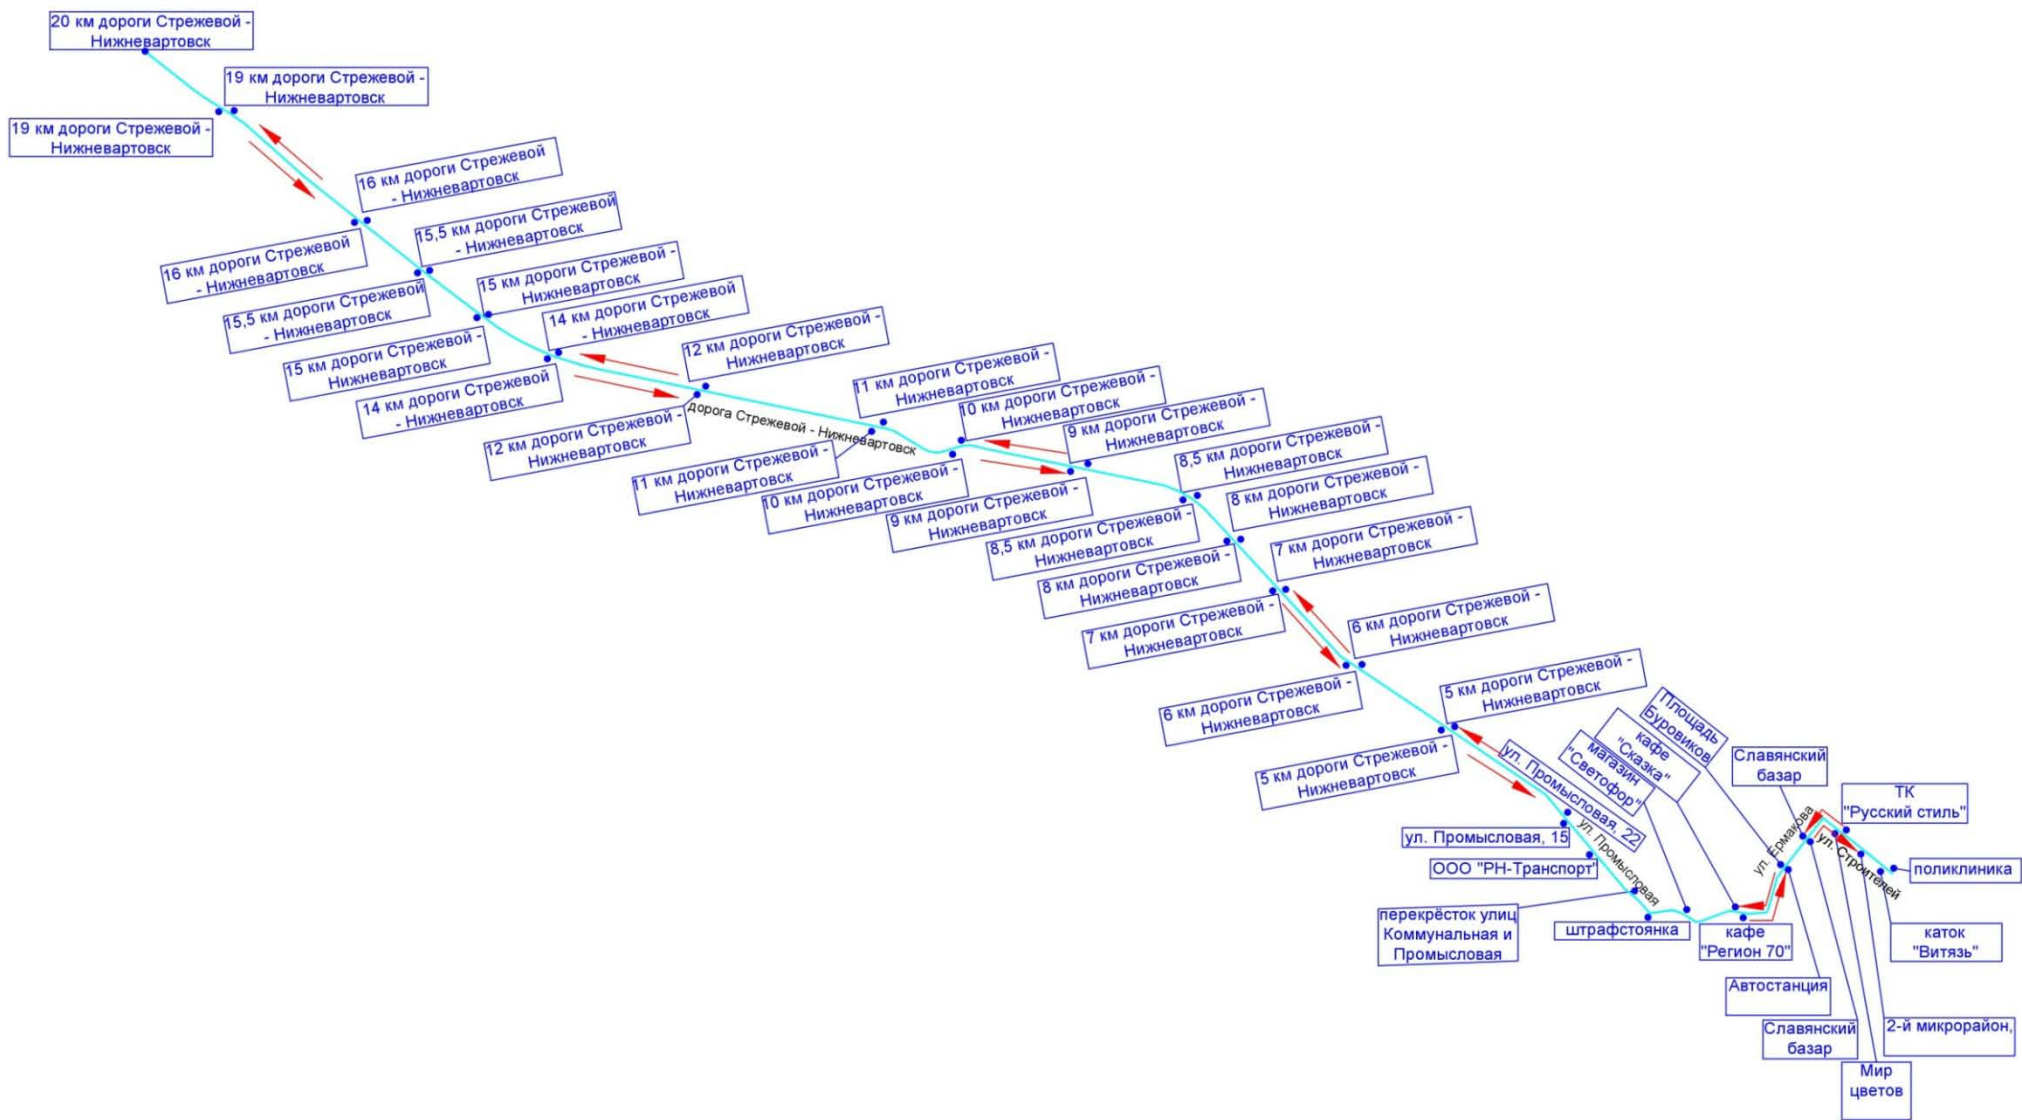 20 км дороги Стрежевой -
Нижневартовск
19 км дороги Стрежевой -
Нижневартовск
19 км дороги Стрежевой -
Нижневартовск
16 км дороги Стрежевой
- Нижневартовск
16 км дороги Стрежевой
- Нижневартовск
15,5 км дороги Стрежевой
- Нижневартовск
15,5 км дороги Стрежевой
- Нижневартовск
15 км дороги Стрежевой -
Нижневартовск
15 км дороги Стрежевой -
Нижневартовск
14 км дороги Стрежевой
- Нижневартовск
14 км дороги Стрежевой
- Нижневартовск
12 км дороги Стрежевой -
Нижневартовск
12 км дороги Стрежевой -
Нижневартовск
дорога Стрежевой - Нижневартовск
11 км дороги Стрежевой -
Нижневартовск
11 км дороги Стрежевой -
Нижневартовск
10 км дороги Стрежевой -
Нижневартовск
10 км дороги Стрежевой -
Нижневартовск
9 км дороги Стрежевой -
Нижневартовск
9 км дороги Стрежевой -
Нижневартовск
8,5 км дороги Стрежевой -
Нижневартовск
8,5 км дороги Стрежевой -
Нижневартовск
8 км дороги Стрежевой -
Нижневартовск
8 км дороги Стрежевой -
Нижневартовск
7 км дороги Стрежевой -
Нижневартовск
7 км дороги Стрежевой -
Нижневартовск
6 км дороги Стрежевой -
Нижневартовск
6 км дороги Стрежевой -
Нижневартовск
5 км дороги Стрежевой -
Нижневартовск
5 км дороги Стрежевой -
Нижневартовск
ул. Промысловая, 22
ул. Промысловая, 15
ул. Промысловая
ООО "РН-Транспорт"
перекрёсток улиц
Коммунальная и
Промысловая
штрафстоянка
магазин
"Светофор"
кафе
"Сказка"
Площадь
Буровиков
кафе
"Регион 70"
Славянский
базар
ул. Ермакова
ул. Строителей
ТК
"Русский стиль"
поликлиника
каток
"Витязь"
Автостанция
Славянский
базар
2-й микрорайон,
Мир
цветов